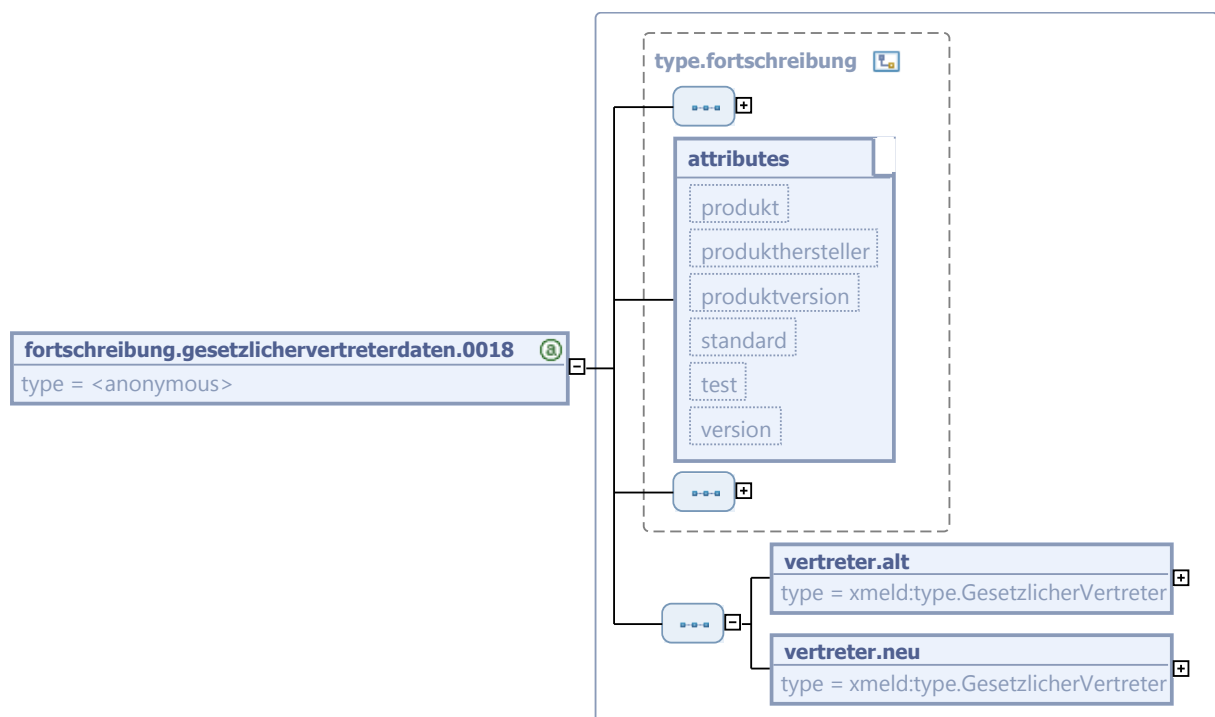 type.fortschreibung
attributes
produkt
produkthersteller
produktversion
standard
test
version
fortschreibung.gesetzlichervertreterdaten.0018 a
type = <anonymous>
vertreter.alt
type = xmeld:type.GesetzlicherVertreter
vertreter.neu
type = xmeld:type.GesetzlicherVertreter